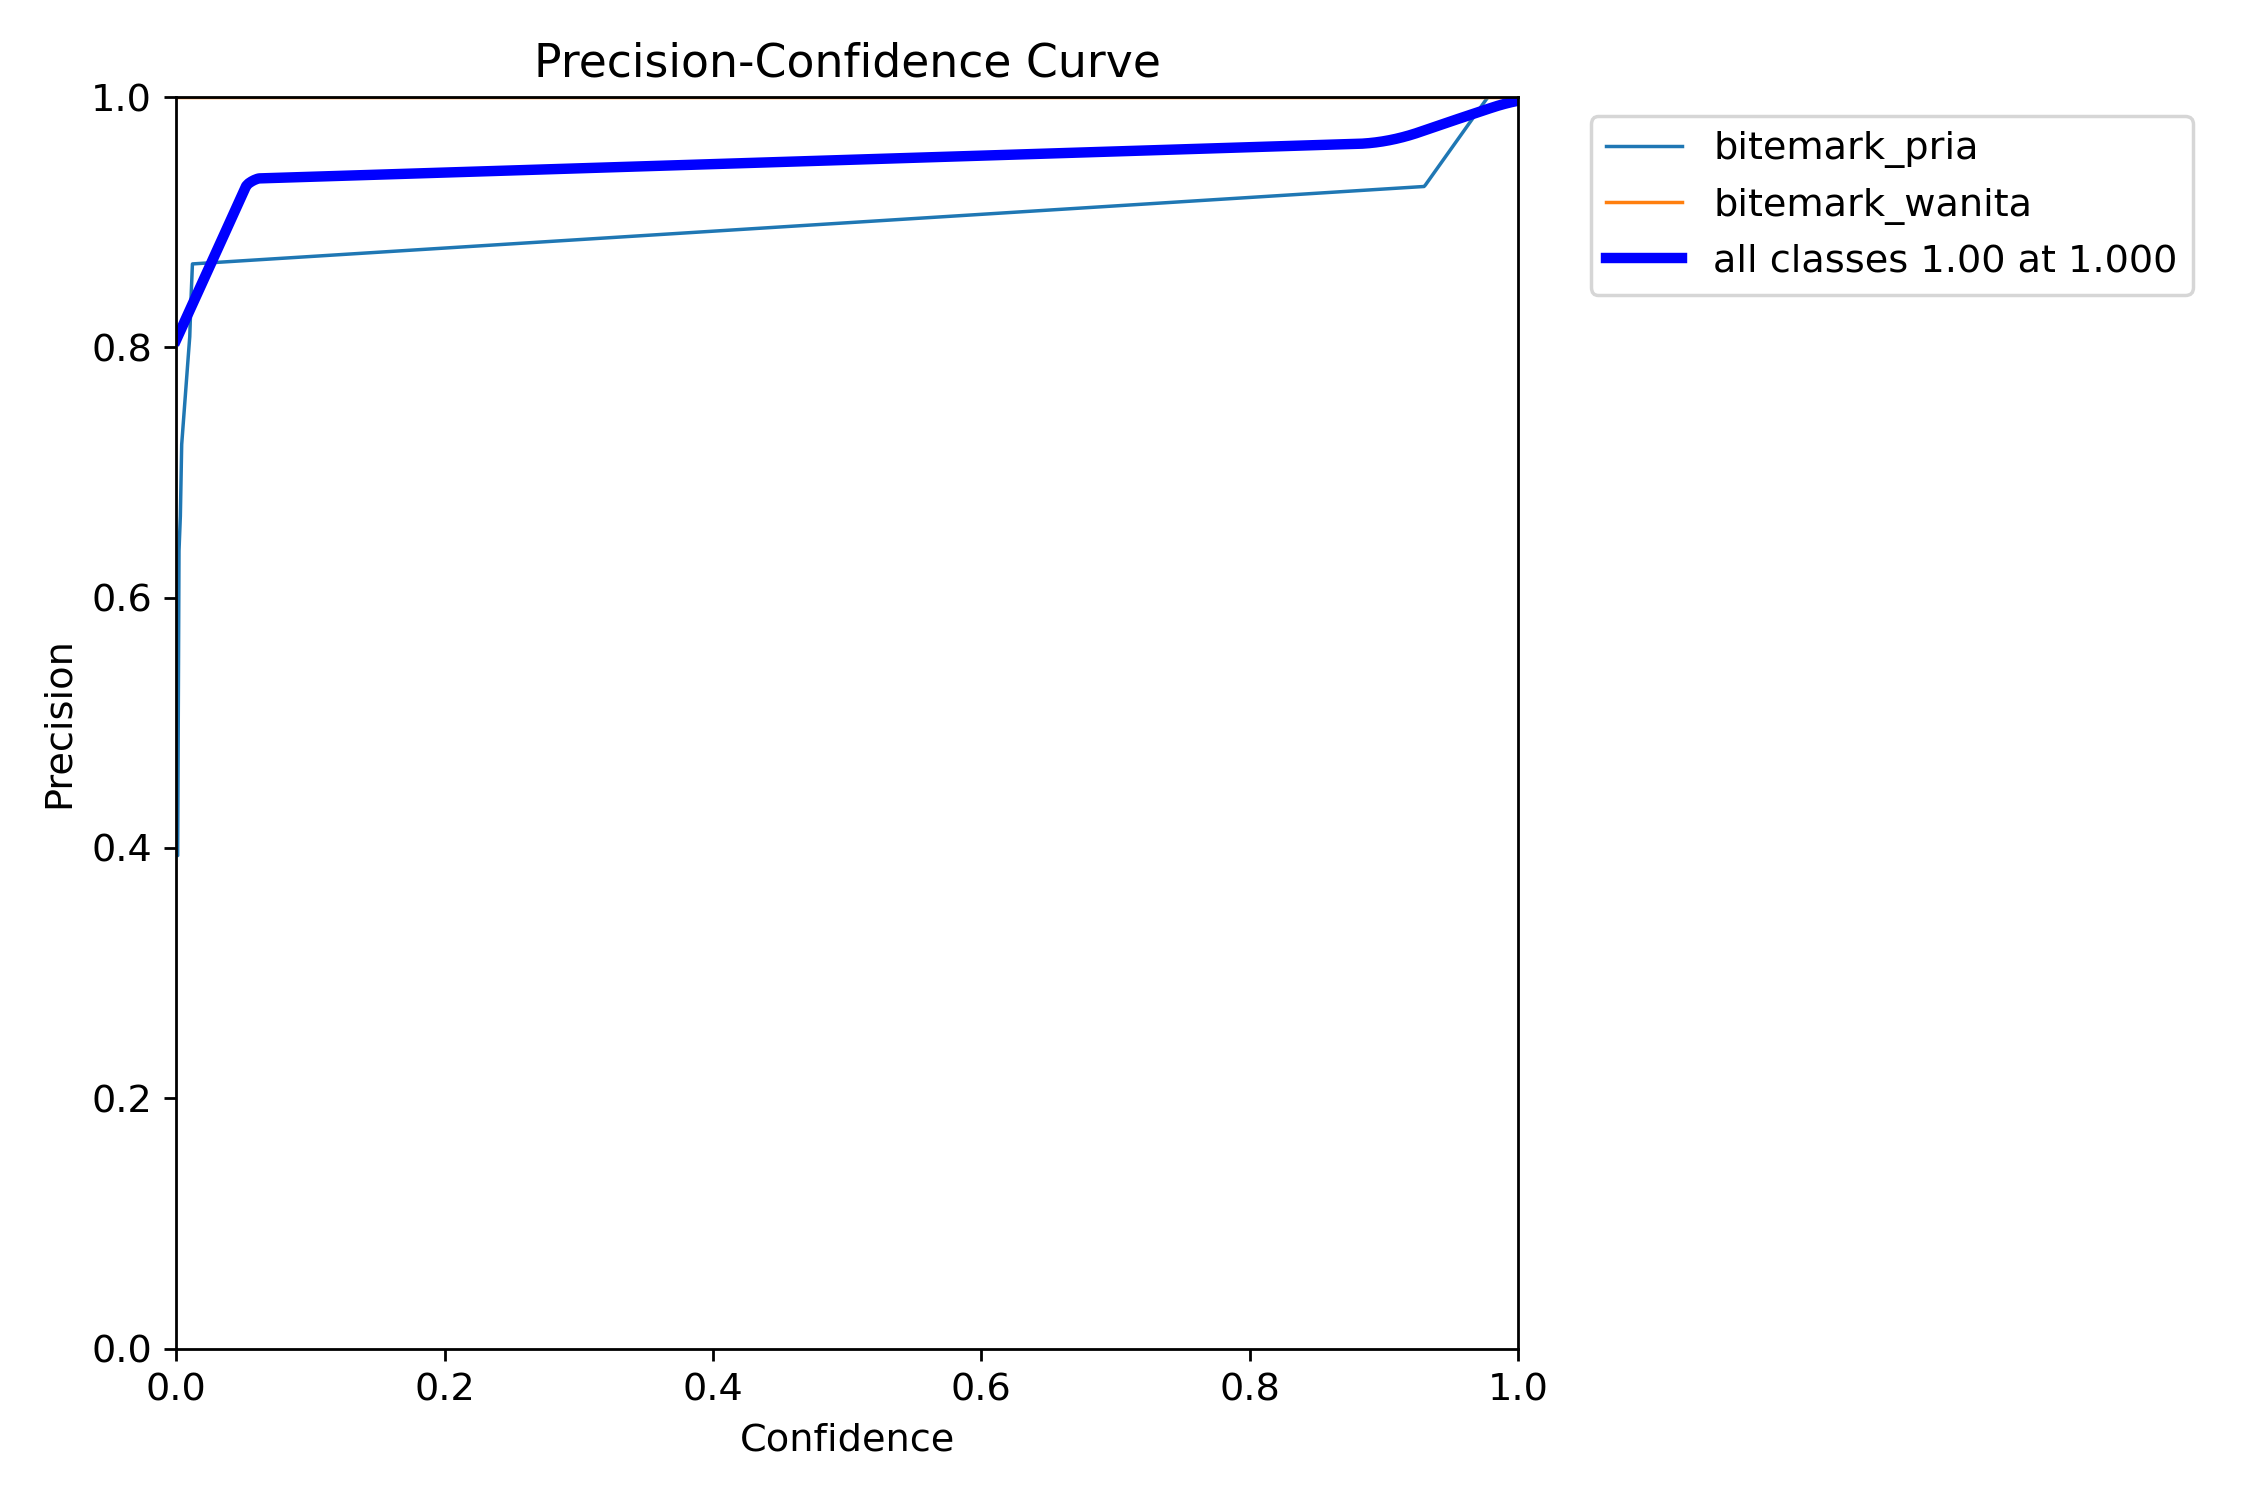 Precision-Confidence Curve
1.0
0.8
0.6
0.4
0.2
0.0
Precision
0.0 0.2 0.4 0.6 0.8 1.0
Confidence
bitemark_pria
bitemark_wanita
all classes 1.00 at 1.000